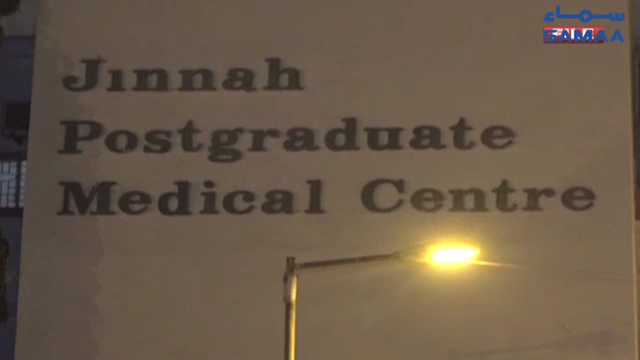 سماء
SAMAA
Jinnah
Postgraduate
Medical Centre